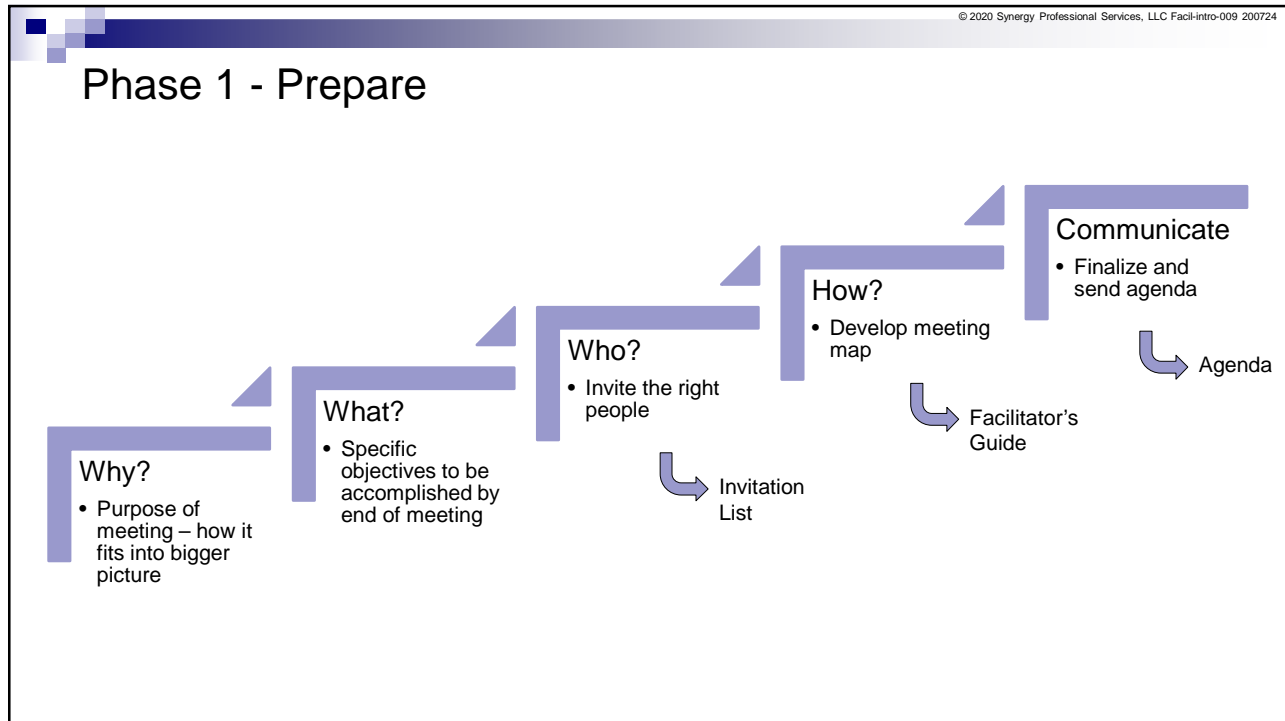 © 2020 Synergy Professional Services, LLC Facil-intro-009 200724
Phase 1 - Prepare
Why?
• Purpose of
meeting – how it
fits into bigger
picture
What?
• Specific
objectives to be
accomplished by
end of meeting
Who?
• Invite the right
people
Invitation
List
How?
• Develop meeting
map
Facilitator’s
Guide
Communicate
• Finalize and
send agenda
Agenda